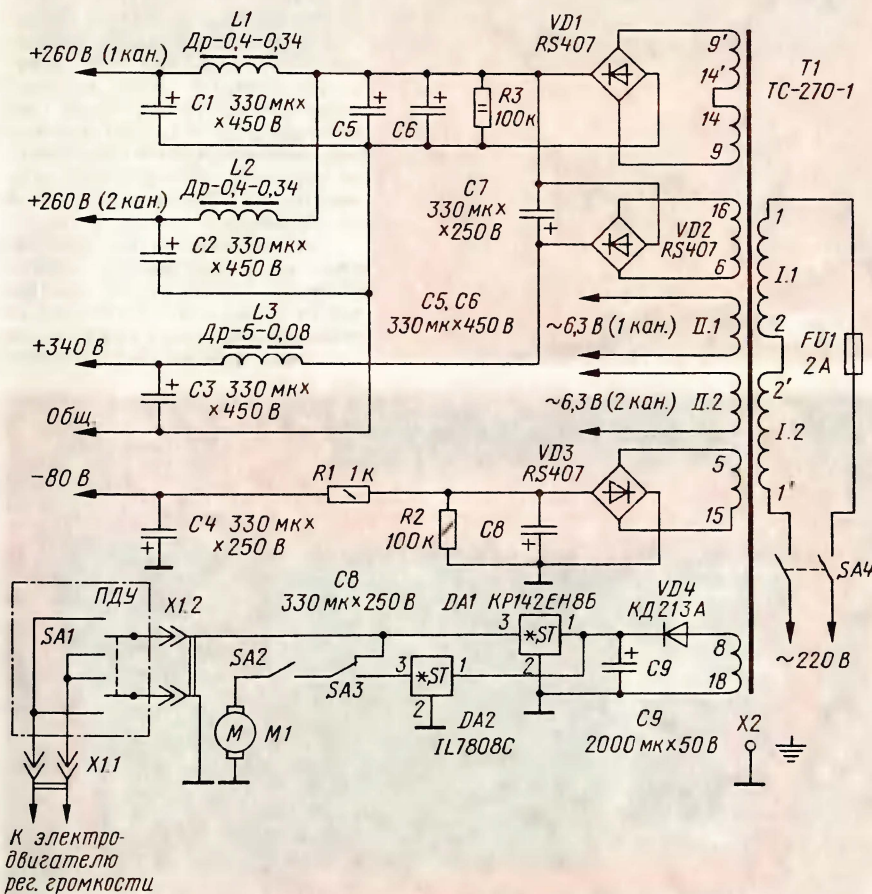 L1
Др-0,4-0,34
+260 В (1 кан.)
C1 330 мк×
×450 В
C5
C6
R3
100к
VD1
RS407
9'
14'
14
9
T1
ТС-270-1
L2
Др-0,4-0,34
+260 В (2 кан.)
C2 330 мк×
×450 В
C7
330 мк×
×250 В
VD2
RS407
16
6
1
I.1
2
FU1
2А
L3
Др-5-0,08
C5, C6
330 мк×450 В
~6,3 В (1 кан.) II.1
+340 В
C3 330 мк×
×450 В
~6,3 В (2 кан.) II.2
2'
I.2
1'
Общ.
-80 В
R1 1 к
VD3
RS407
5
15
C4 330 мк×
×250 В
R2
100к
C8
SA4
~220 В
ПДУ
X1.2
SA1
C8
330 мк×250 В
DA1 КР142ЕН8Б
3
*ST
1
2
VD4
КД213А
8
18
SA2
SA3
3
*ST
1
2
C9
M
M1
DA2
IL7808C
C9
2000 мк×50 В
X2
X1.1
К электро-
двигателю
рег. громкости